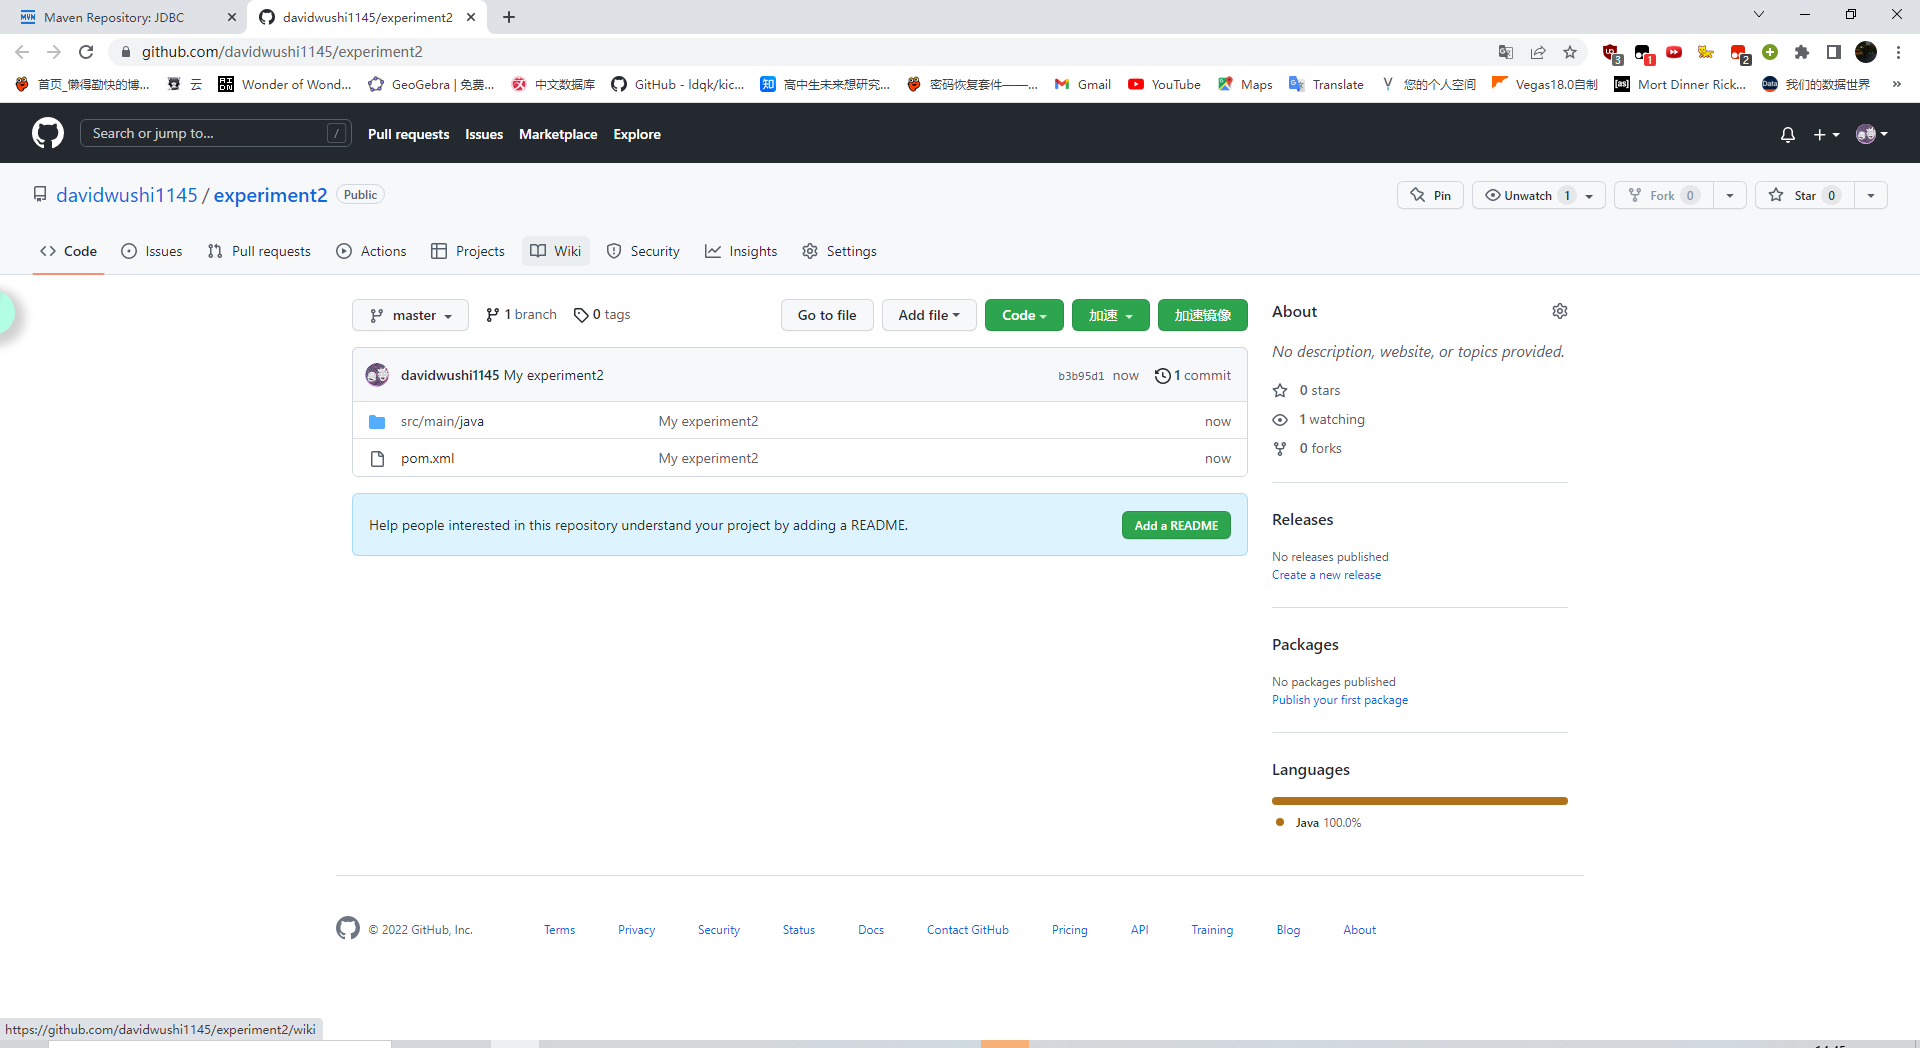 Maven Repository: JDBC
davidwushi1145/experiment2
github.com/davidwushi1145/experiment2
3 1 2
首页_懒得勤快的博... 云 Wonder of Wond... GeoGebra | 免费... 中文数据库 GitHub - ldqk/kic... 知 高中生未来想研究... 密码恢复套件——... Gmail YouTube Maps Translate 您的个人空间 Vegas18.0自制 [as] Mort Dinner Rick... Data 我们的数据世界 »
Search or jump to... / Pull requests Issues Marketplace Explore
davidwushi1145 / experiment2 Public
Pin Unwatch 1 Fork 0 Star 0
Code Issues Pull requests Actions Projects Wiki Security Insights Settings
master 1 branch 0 tags Go to file Add file Code 加速 加速镜像
davidwushi1145 My experiment2 b3b95d1 now 1 commit
src/main/java My experiment2 now
pom.xml My experiment2 now
Help people interested in this repository understand your project by adding a README. Add a README
About
No description, website, or topics provided.
0 stars
1 watching
0 forks
Releases
No releases published
Create a new release
Packages
No packages published
Publish your first package
Languages
Java 100.0%
© 2022 GitHub, Inc. Terms Privacy Security Status Docs Contact GitHub Pricing API Training Blog About
https://github.com/davidwushi1145/experiment2/wiki